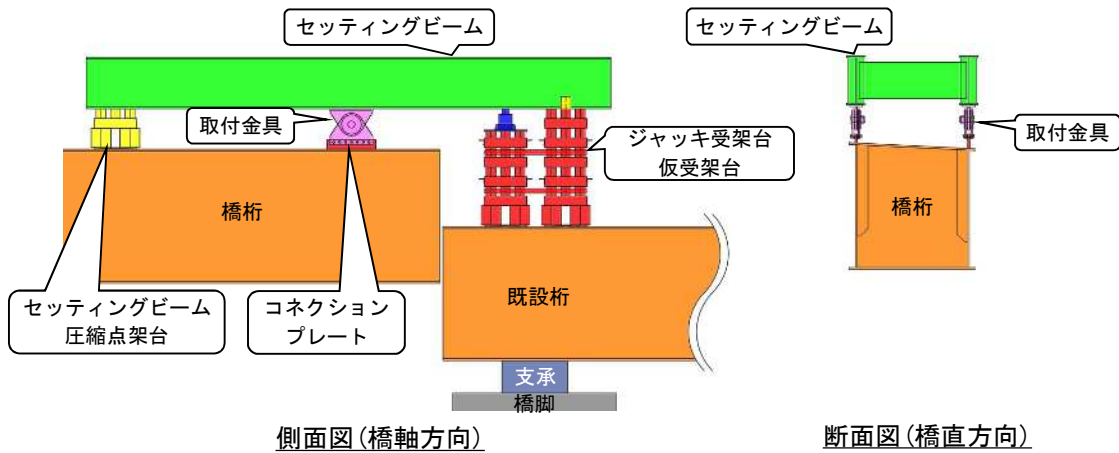 セッティングビーム
セッティングビーム
取付金具
ジャッキ受架台
仮受架台
取付金具
橋桁
橋桁
セッティングビーム
圧縮点架台
コネクション
プレート
既設桁
支承
橋脚
側面図(橋軸方向)
断面図(橋直方向)